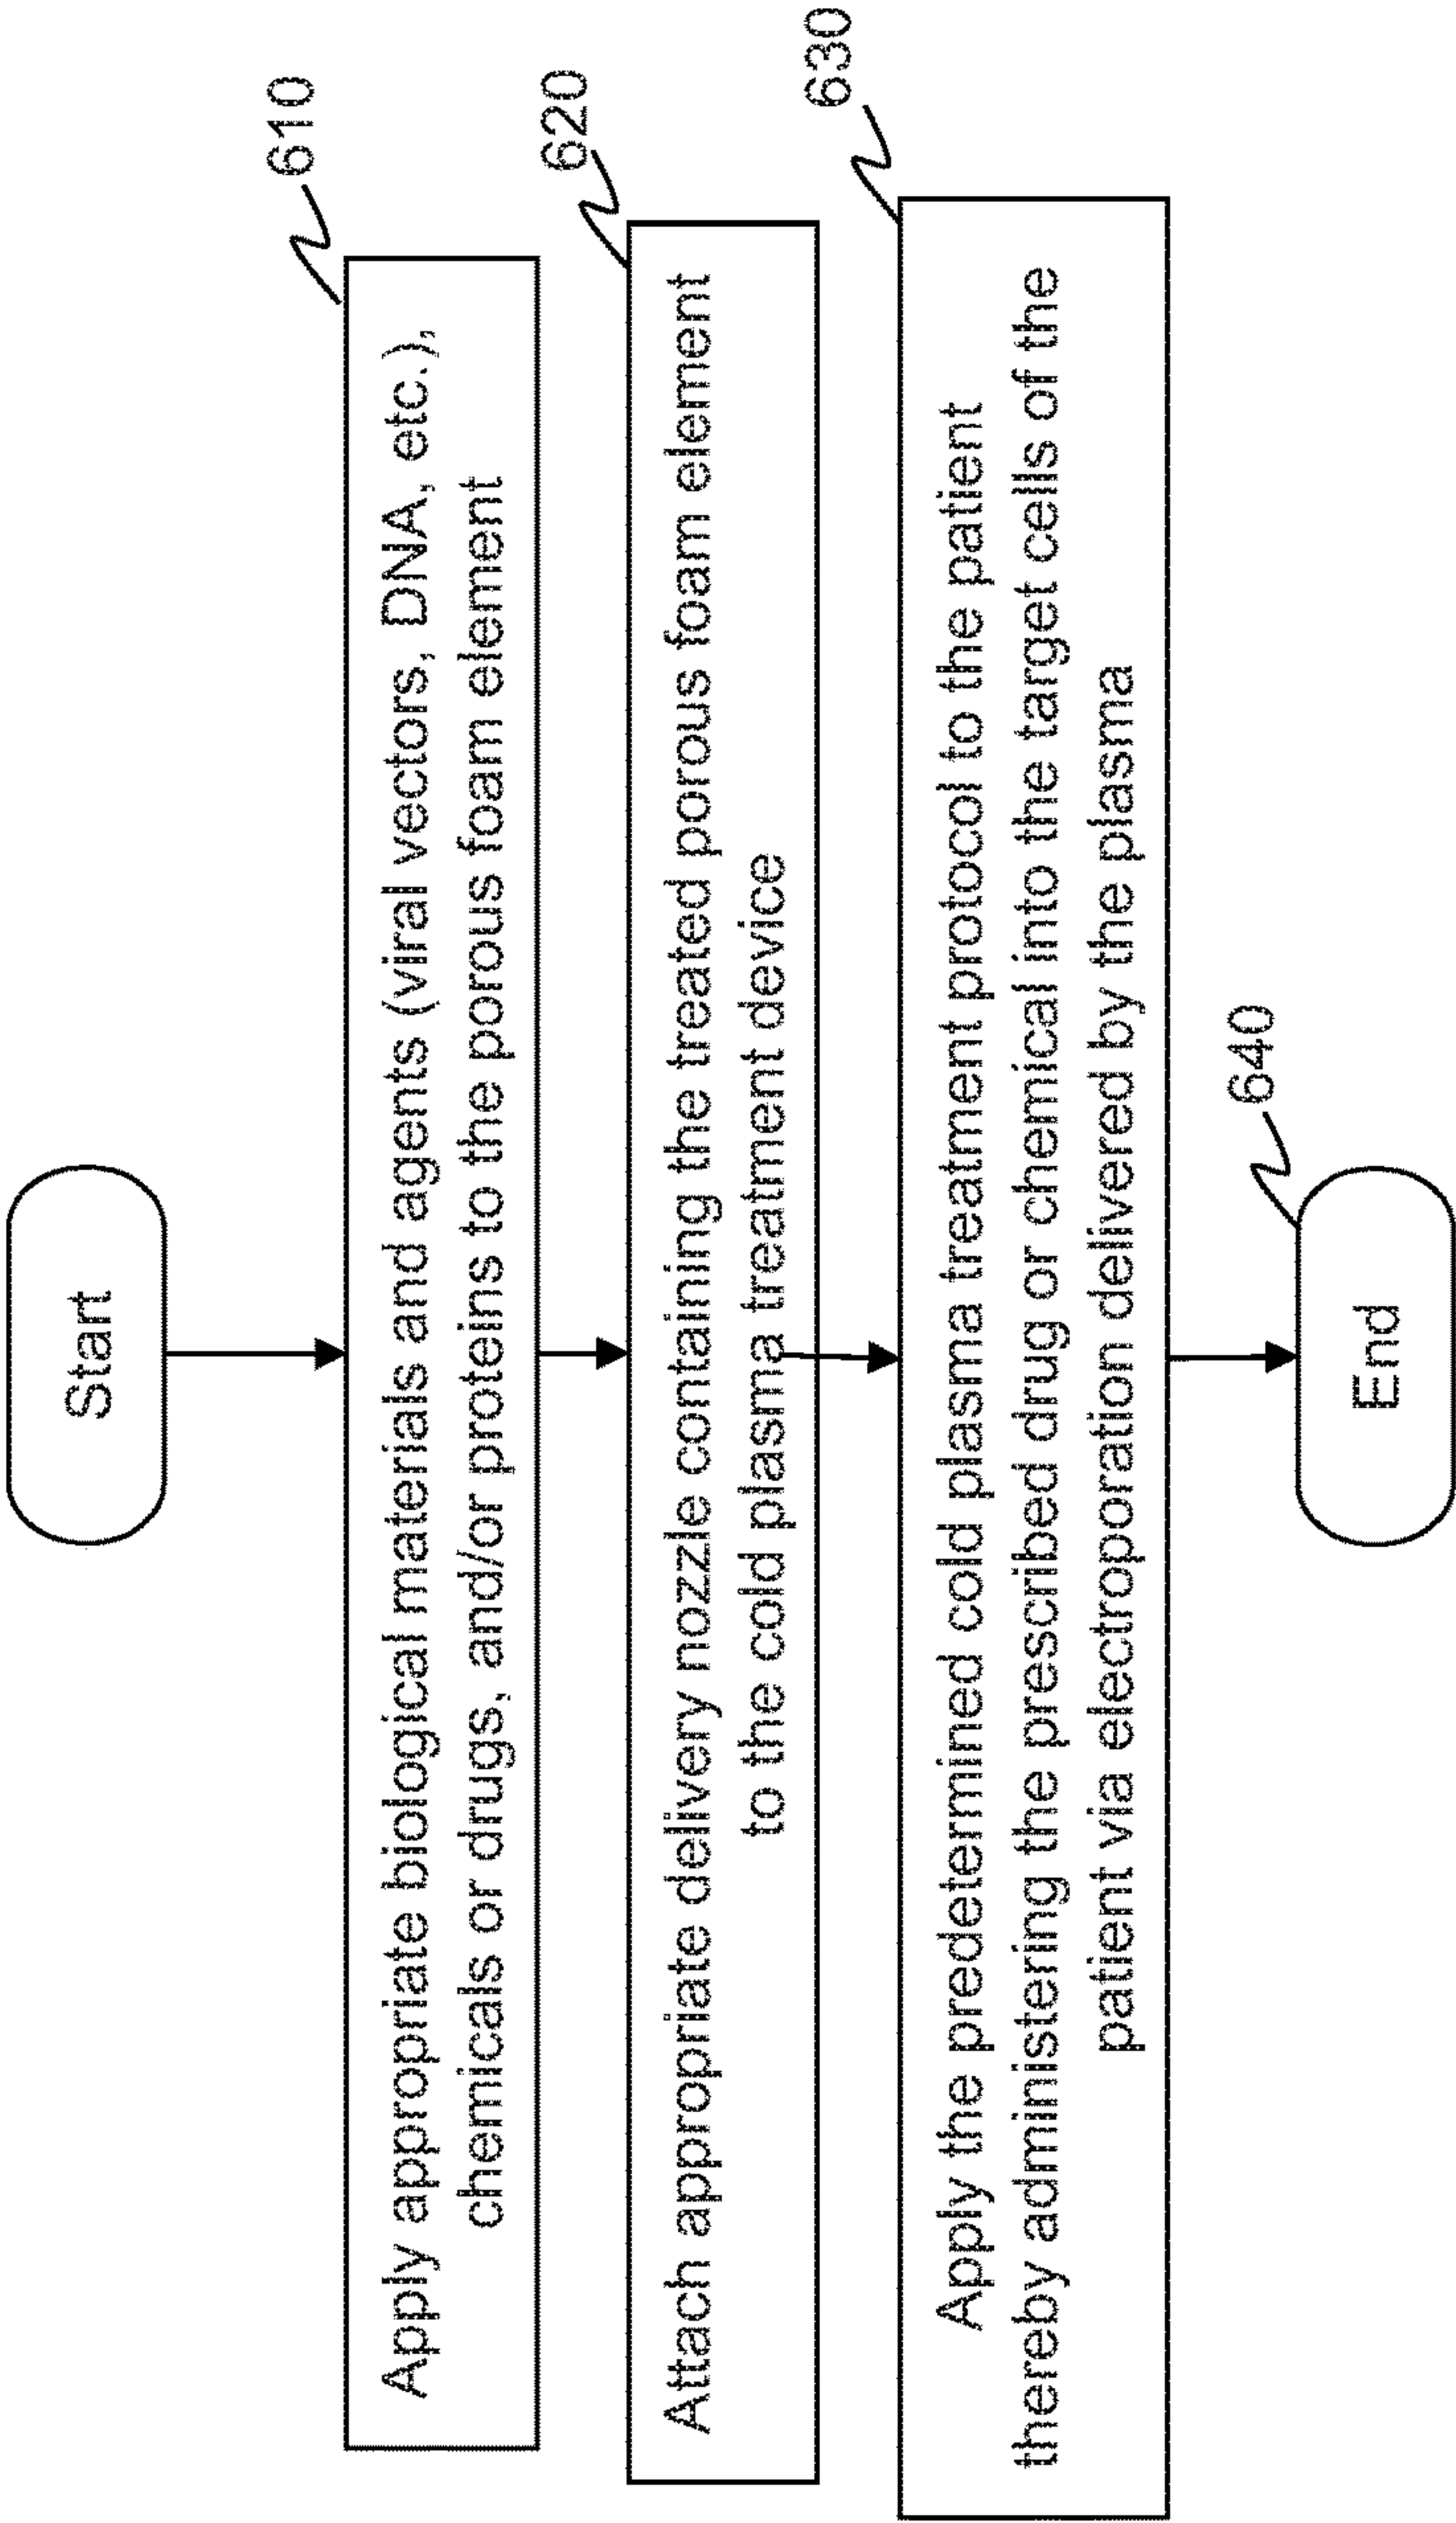 Start
610
Apply appropriate biological materials and agents (viral vectors, DNA, etc.),
chemicals or drugs, and/or proteins to the porous foam element
620
Attach appropriate delivery nozzle containing the treated porous foam element
to the cold plasma treatment device
630
Apply the predetermined cold plasma treatment protocol to the patient
thereby administering the prescribed drug or chemical into the target cells of the
patient via electroporation delivered by the plasma
640
End